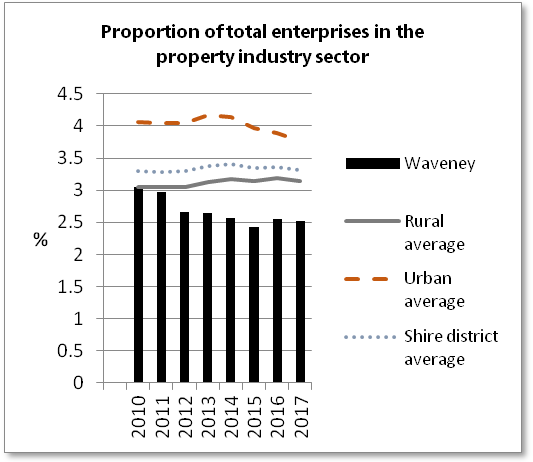 Proportion of total enterprises in the
property industry sector
4.5
4
3.5
3
2.5
2
1.5
1
0.5
0
%
2010
2011
2012
2013
2014
2015
2016
2017
Waveney
Rural
average
Urban
average
Shire district
average